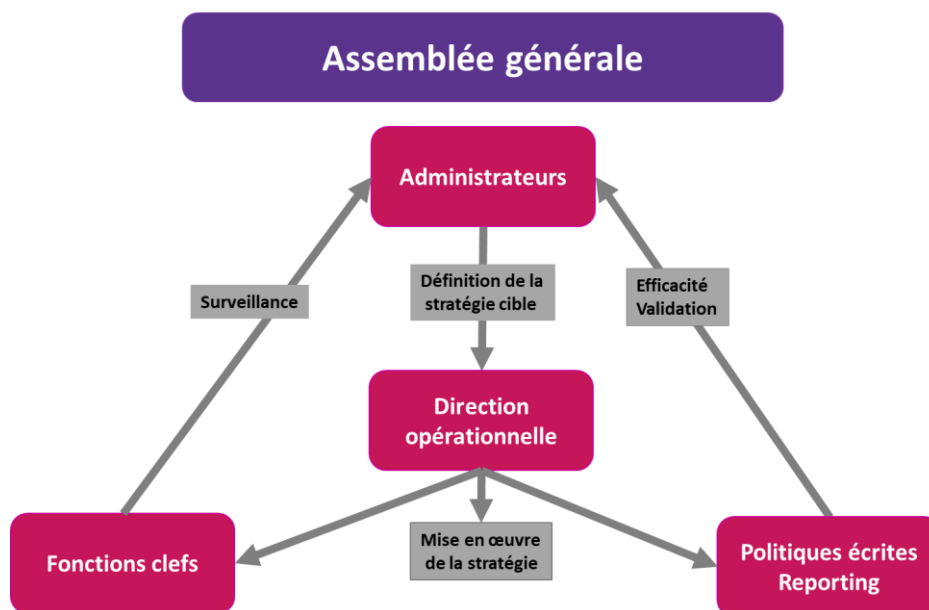 Assemblée générale
Administrateurs
Surveillance
Définition de la
stratégie cible
Efficacité
Validation
Direction
opérationnelle
Fonctions clefs
Mise en œuvre
de la stratégie
Politiques écrites
Reporting